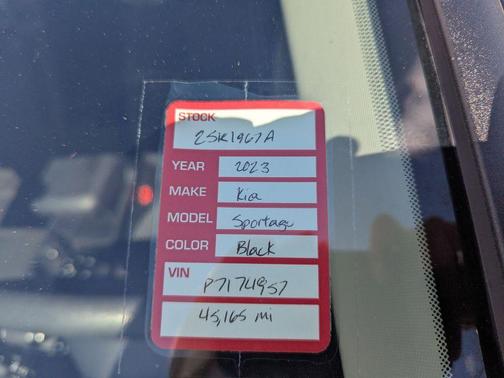 STOCK
25K1967A
YEAR 2023
MAKE Kia
MODEL Sportage
COLOR Black
VIN
P7174957
45,165 mi